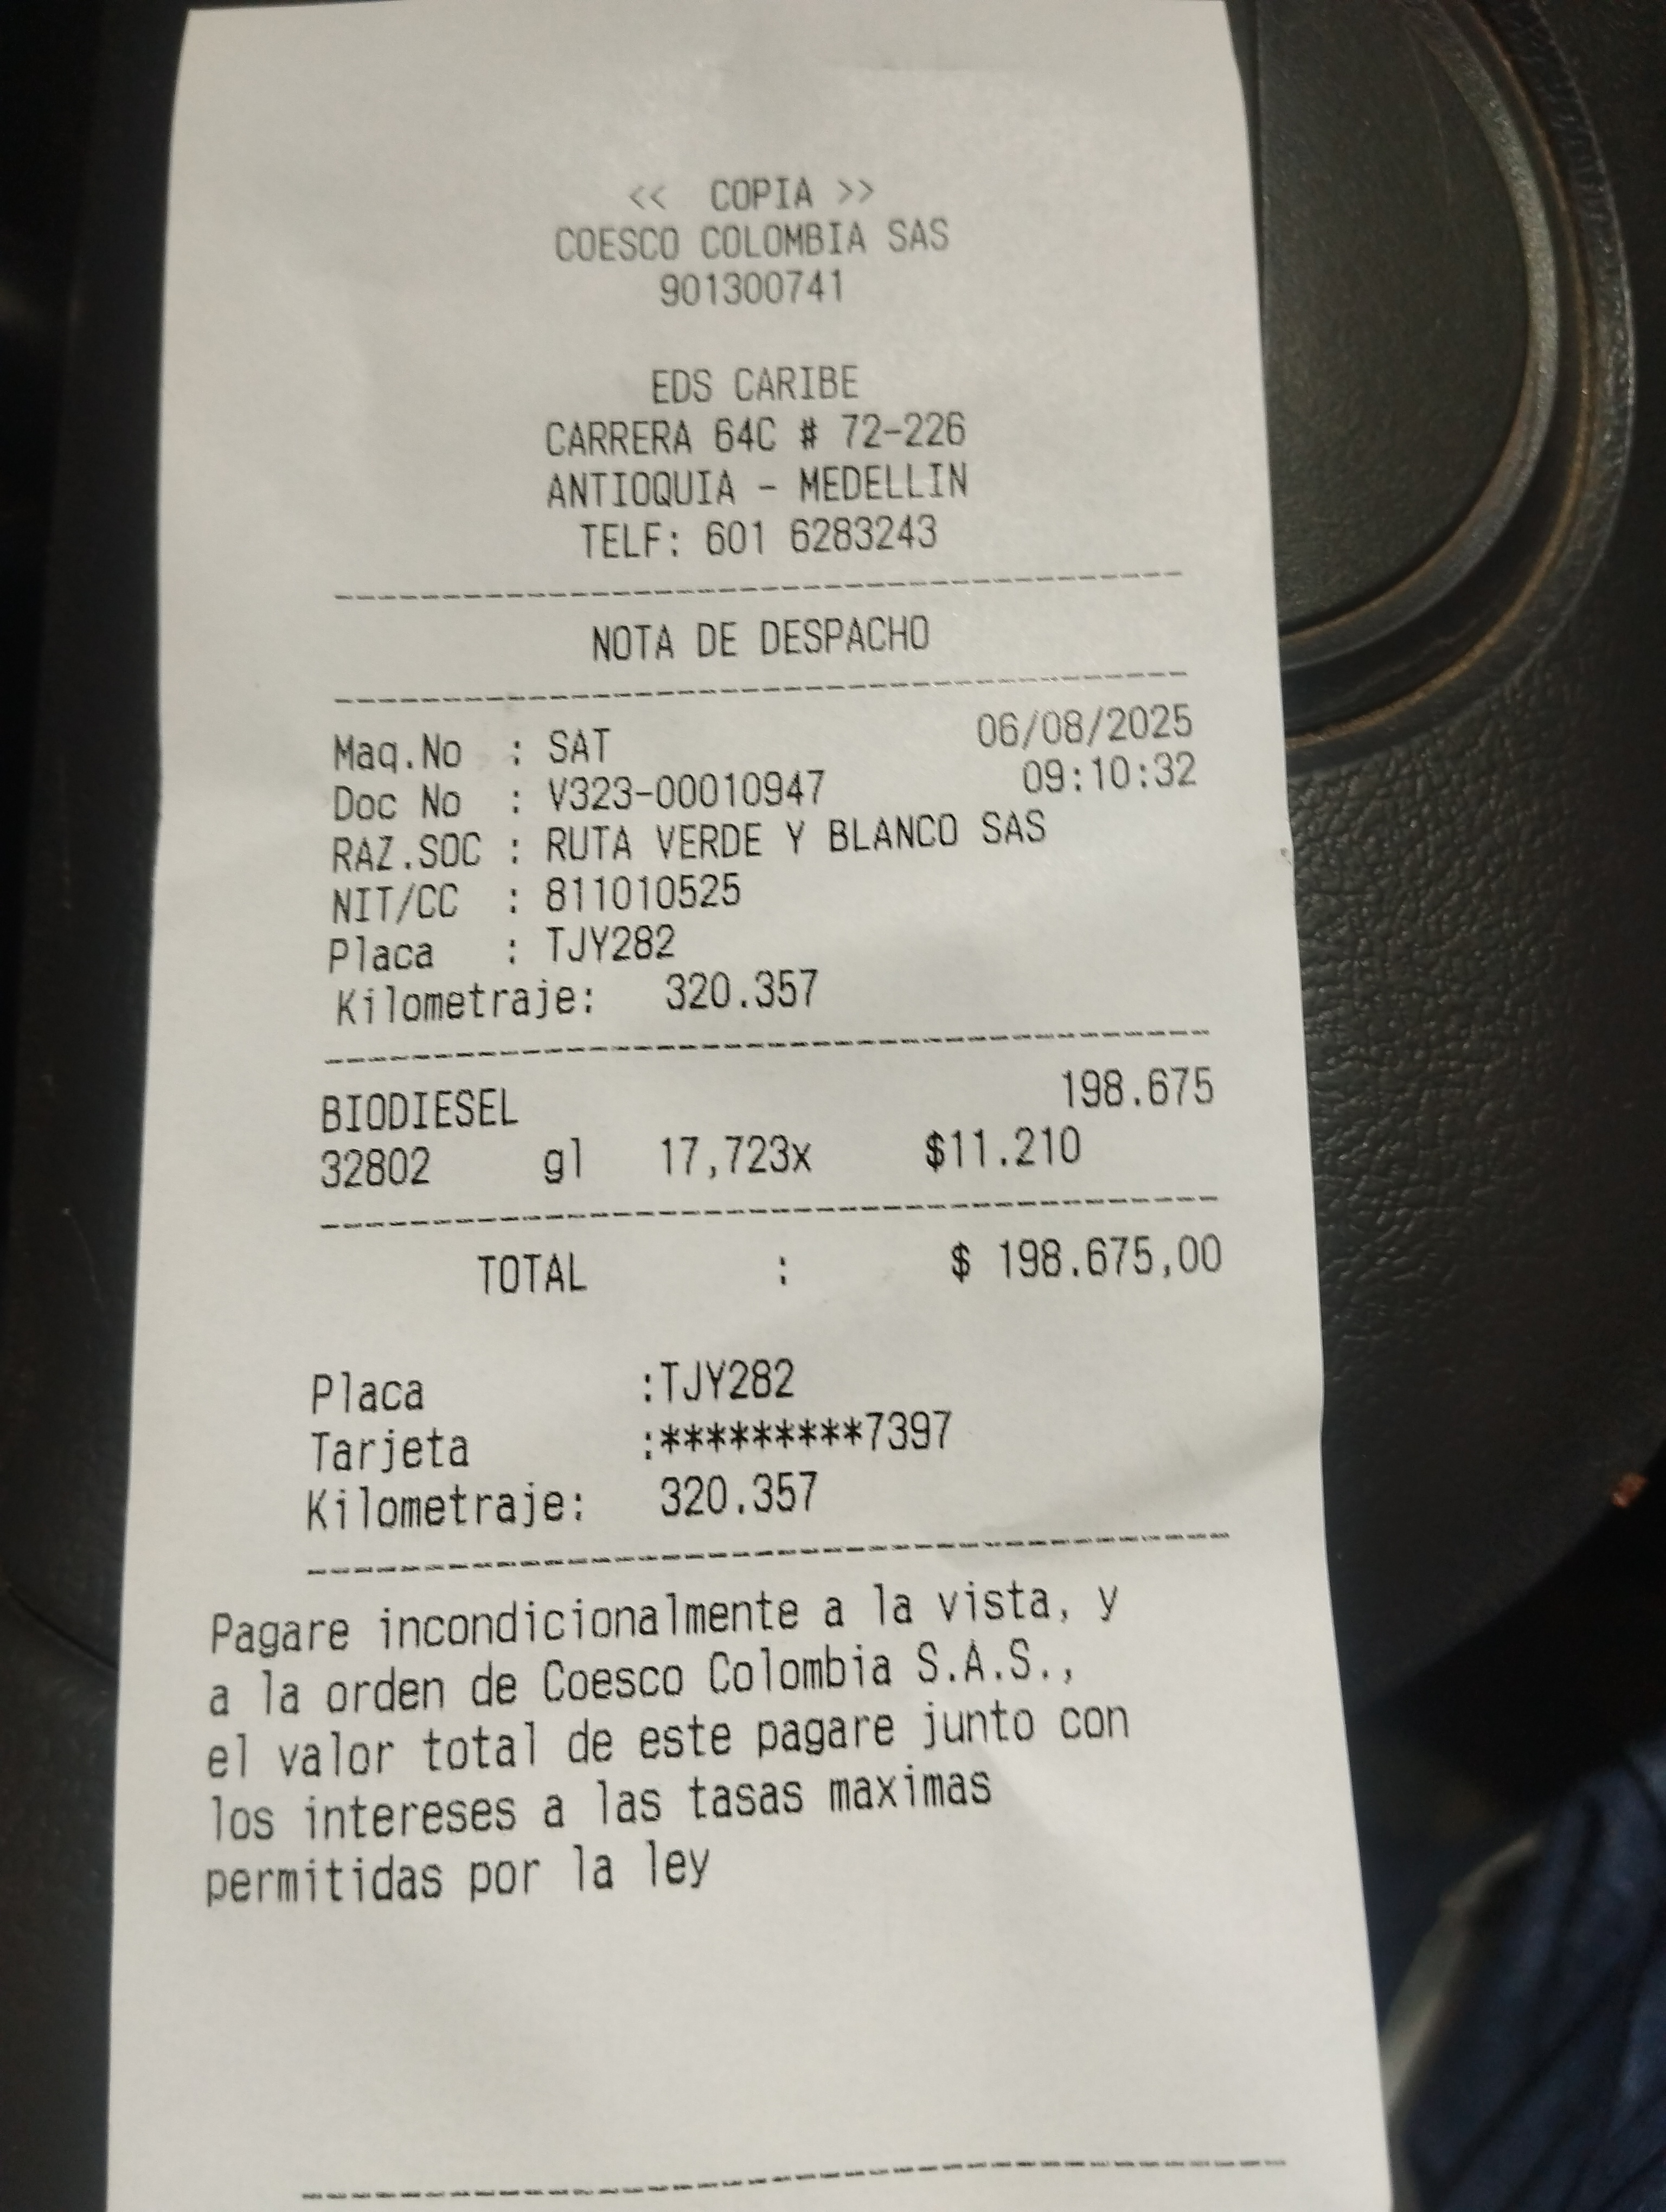 << COPIA >>
COESCO COLOMBIA SAS
901300741
EDS CARIBE
CARRERA 64C # 72-226
ANTIOQUIA - MEDELLIN
TELF: 601 6283243
NOTA DE DESPACHO
Maq.No : SAT 06/08/2025
Doc No : V323-00010947 09:10:32
RAZ.SOC : RUTA VERDE Y BLANCO SAS
NIT/CC : 811010525
Placa : TJY282
Kilometraje: 320.357
BIODIESEL 198.675
32802 gl 17,723x $11.210
TOTAL : $ 198.675,00
Placa :TJY282
Tarjeta :*********7397
Kilometraje: 320.357
Pagare incondicionalmente a la vista, y
a la orden de Coesco Colombia S.A.S.,
el valor total de este pagare junto con
los intereses a las tasas maximas
permitidas por la ley